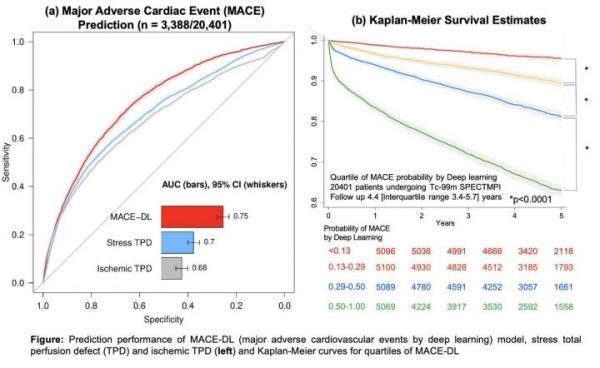 (a) Major Adverse Cardiac Event (MACE)
Prediction (n = 3,388/20,401)
1.0
0.8
0.6
0.4
0.2
0.0
Sensitivity
AUC (bars), 95% CI (whiskers)
MACE-DL
0.75
Stress TPD
0.7
Ischemic TPD
0.68
1.0
0.8
0.6
0.4
0.2
0.0
Specificity
(b) Kaplan-Meier Survival Estimates
1.0
0.9
0.8
0.7
0.6
*
*
*
Quartile of MACE probability by Deep learning
20401 patients undergoing Tc-99m SPECTMPI
Follow up 4.4 [interquartile range 3.4-5.7] years
*p<0.0001
0 1 2 3 4 5
Years
Probability of MACE
by Deep Learning
<0.13 5096 5036 4991 4666 3420 2118
0.13-0.29 5100 4930 4828 4512 3185 1793
0.29-0.50 5089 4780 4591 4252 3057 1661
0.50-1.00 5069 4224 3917 3530 2592 1558
Figure: Prediction performance of MACE-DL (major adverse cardiovascular events by deep learning) model, stress total
perfusion defect (TPD) and ischemic TPD (left) and Kaplan-Meier curves for quartiles of MACE-DL